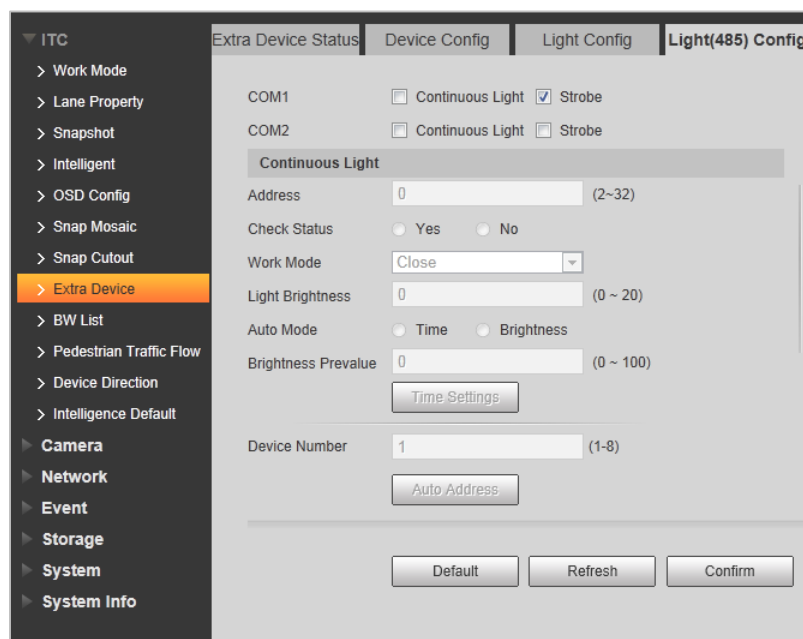 ITC
Work Mode
Lane Property
Snapshot
Intelligent
OSD Config
Snap Mosaic
Snap Cutout
Extra Device
BW List
Pedestrian Traffic Flow
Device Direction
Intelligence Default
Camera
Network
Event
Storage
System
System Info
Extra Device Status Device Config Light Config Light(485) Config
COM1 Continuous Light Strobe
COM2 Continuous Light Strobe
Continuous Light
Address 0 (2~32)
Check Status Yes No
Work Mode Close
Light Brightness 0 (0 ~ 20)
Auto Mode Time Brightness
Brightness Prevalue 0 (0 ~ 100)
Time Settings
Device Number 1 (1-8)
Auto Address
Default Refresh Confirm